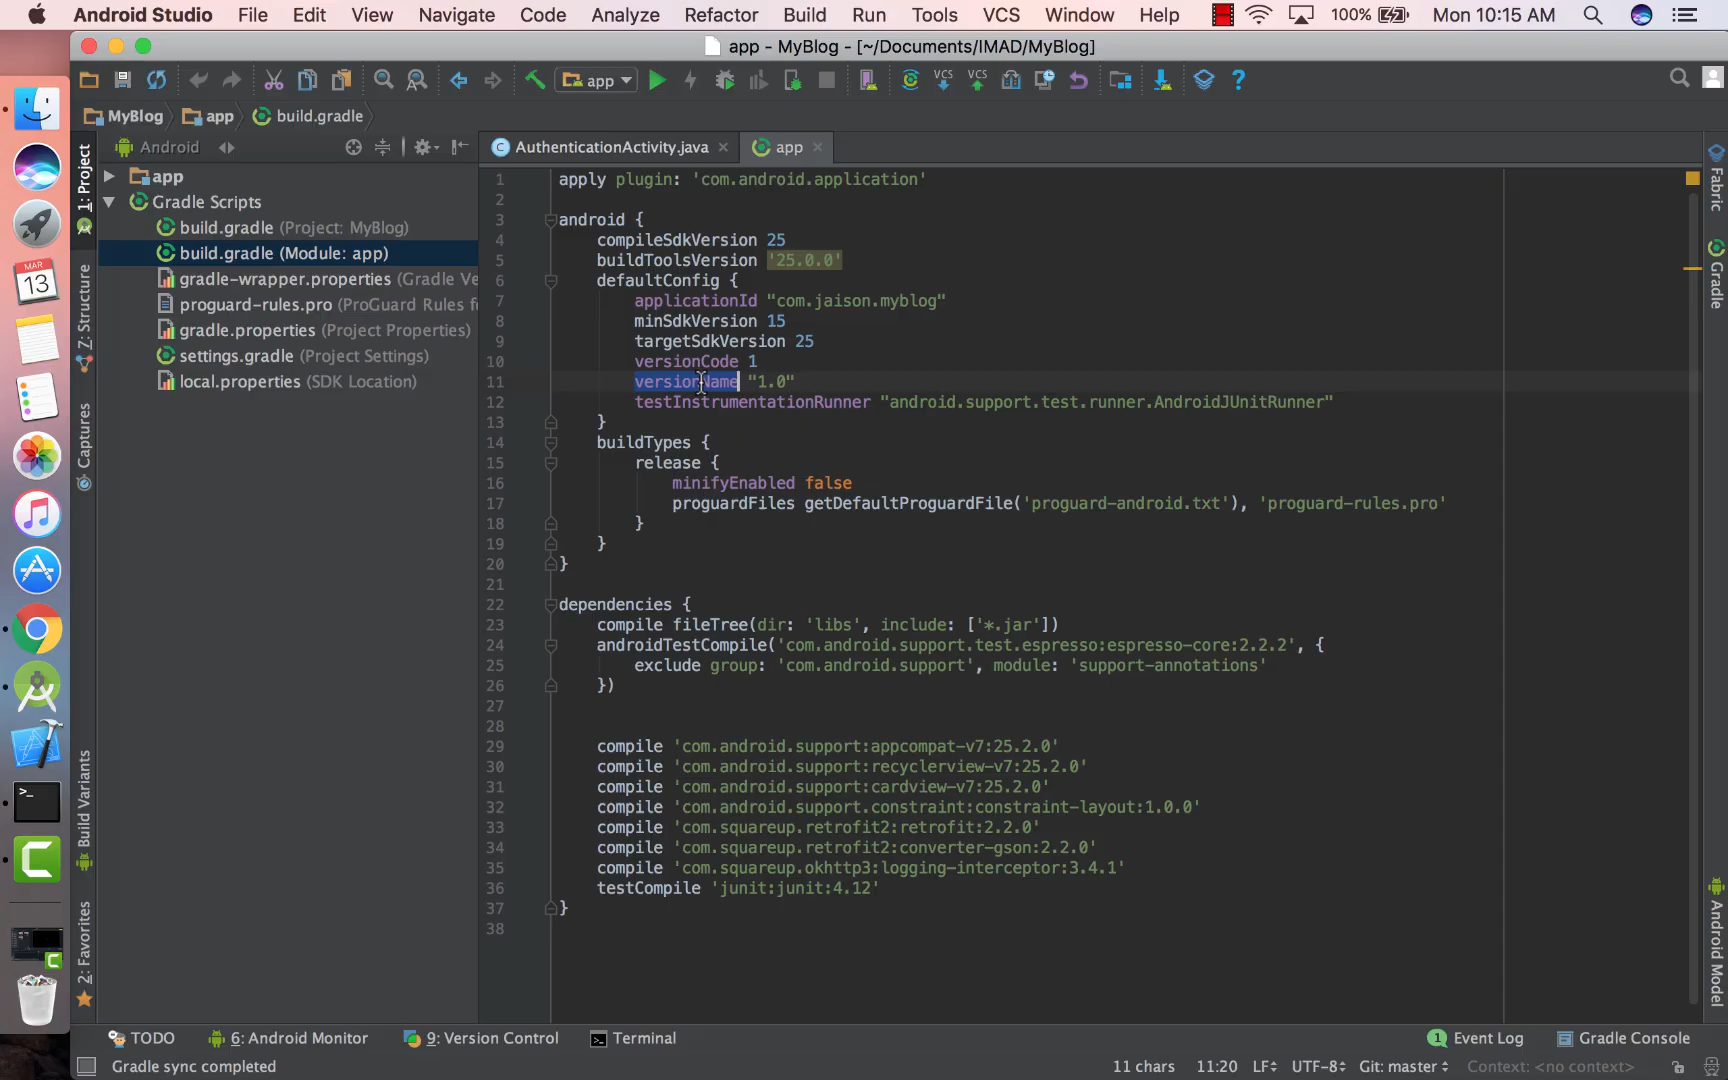 Android Studio File Edit View Navigate Code Analyze Refactor Build Run Tools VCS Window Help 100% Mon 10:15 AM
app - MyBlog - [~/Documents/IMAD/MyBlog]
app VCS VCS ?
MyBlog app build.gradle
Android
AuthenticationActivity.java app
1: Project
Z: Structure
Captures
Build Variants
2: Favorites
app
Gradle Scripts
build.gradle (Project: MyBlog)
build.gradle (Module: app)
gradle-wrapper.properties (Gradle Ve
proguard-rules.pro (ProGuard Rules f
gradle.properties (Project Properties)
settings.gradle (Project Settings)
local.properties (SDK Location)
MAR
13
1 apply plugin: 'com.android.application'
2
3 android {
4 compileSdkVersion 25
5 buildToolsVersion '25.0.0'
6 defaultConfig {
7 applicationId "com.jaison.myblog"
8 minSdkVersion 15
9 targetSdkVersion 25
10 versionCode 1
11 versionName "1.0"
12 testInstrumentationRunner "android.support.test.runner.AndroidJUnitRunner"
13 }
14 buildTypes {
15 release {
16 minifyEnabled false
17 proguardFiles getDefaultProguardFile('proguard-android.txt'), 'proguard-rules.pro'
18 }
19 }
20 }
21
22 dependencies {
23 compile fileTree(dir: 'libs', include: ['*.jar'])
24 androidTestCompile('com.android.support.test.espresso:espresso-core:2.2.2', {
25 exclude group: 'com.android.support', module: 'support-annotations'
26 })
27
28
29 compile 'com.android.support:appcompat-v7:25.2.0'
30 compile 'com.android.support:recyclerview-v7:25.2.0'
31 compile 'com.android.support:cardview-v7:25.2.0'
32 compile 'com.android.support.constraint:constraint-layout:1.0.0'
33 compile 'com.squareup.retrofit2:retrofit:2.2.0'
34 compile 'com.squareup.retrofit2:converter-gson:2.2.0'
35 compile 'com.squareup.okhttp3:logging-interceptor:3.4.1'
36 testCompile 'junit:junit:4.12'
37 }
38
Fabric
Gradle
Android Model
TODO 6: Android Monitor 9: Version Control Terminal 1 Event Log Gradle Console
Gradle sync completed 11 chars 11:20 LF UTF-8 Git: master Context: <no context>